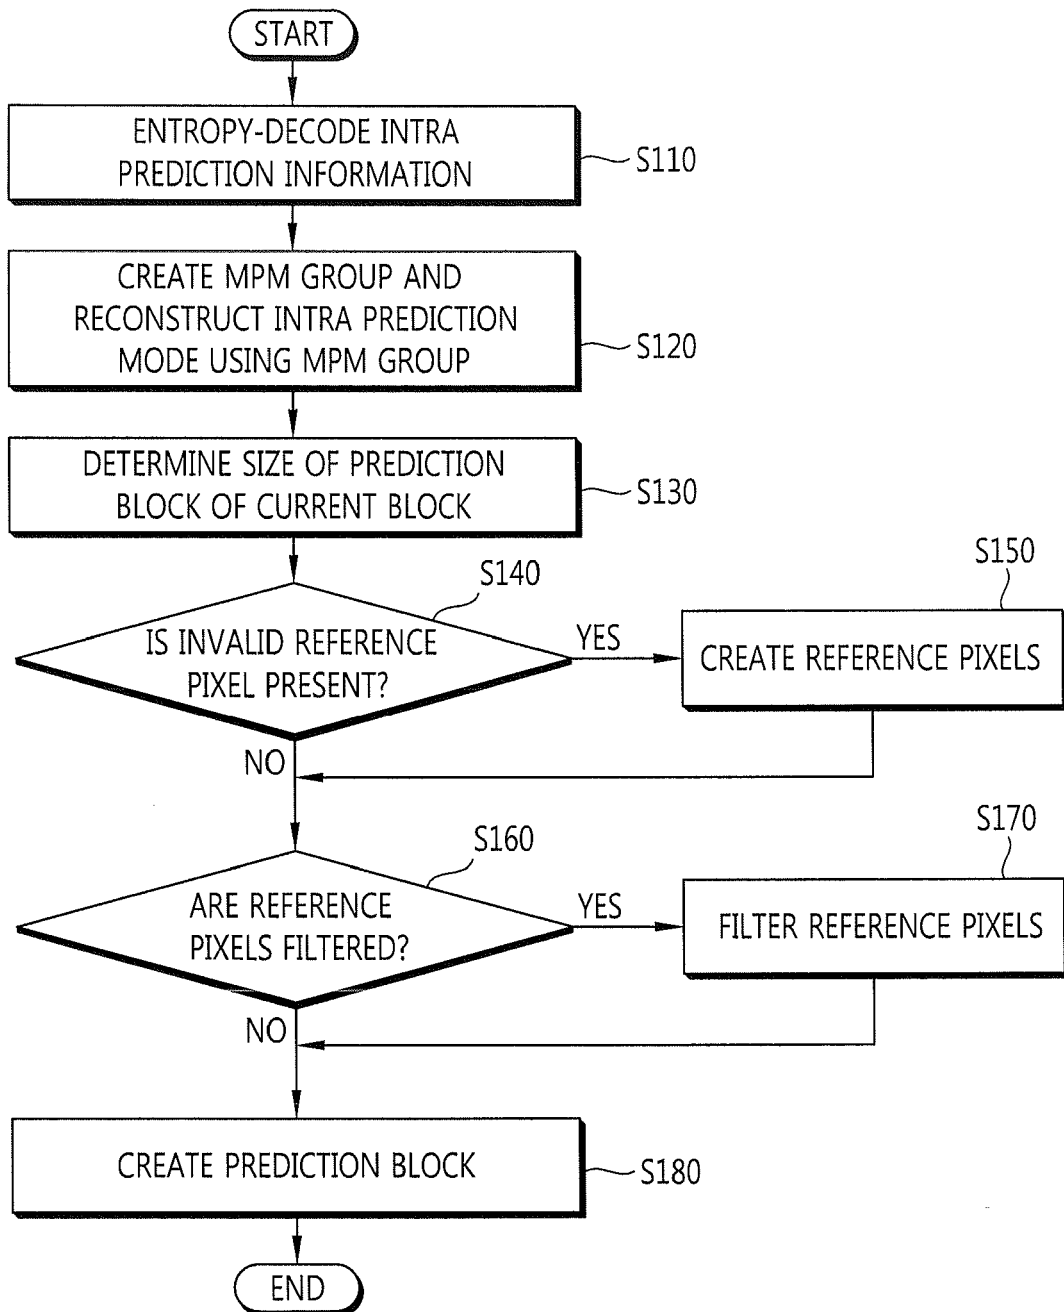 START
ENTROPY-DECODE INTRA
PREDICTION INFORMATION
S110
CREATE MPM GROUP AND
RECONSTRUCT INTRA PREDICTION
MODE USING MPM GROUP
S120
DETERMINE SIZE OF PREDICTION
BLOCK OF CURRENT BLOCK
S130
S140
IS INVALID REFERENCE
PIXEL PRESENT?
YES
S150
CREATE REFERENCE PIXELS
NO
S160
ARE REFERENCE
PIXELS FILTERED?
YES
S170
FILTER REFERENCE PIXELS
NO
CREATE PREDICTION BLOCK
S180
END